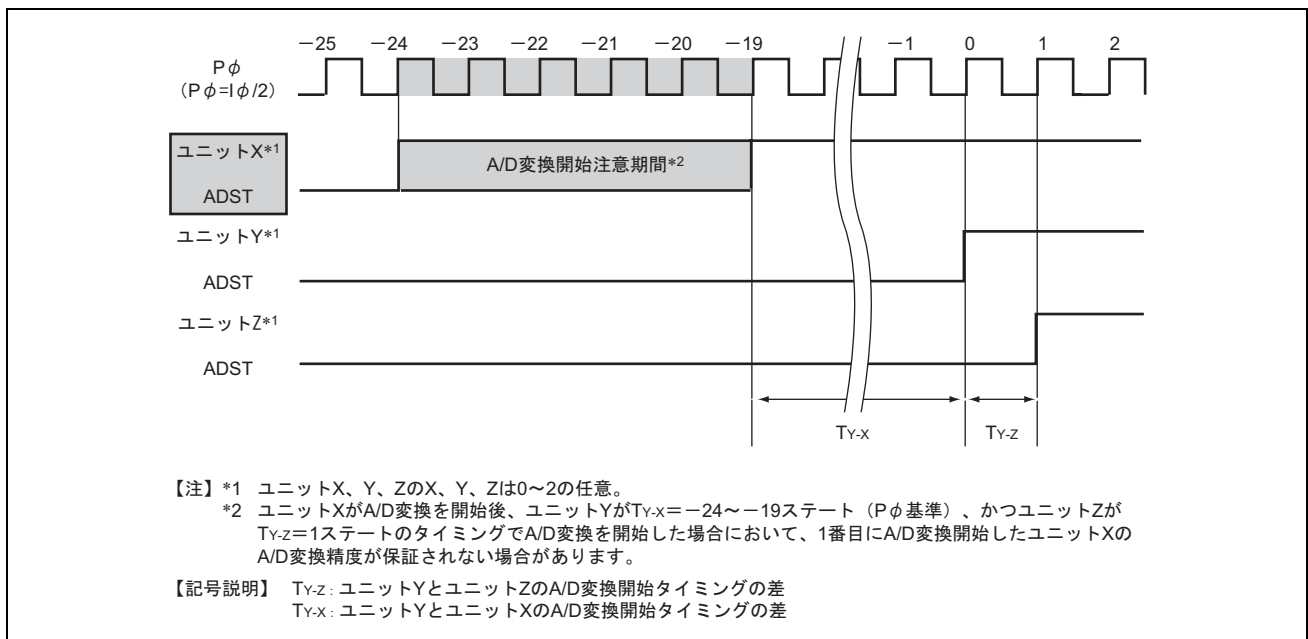 −25 −24 −23 −22 −21 −20 −19 −1 0 1 2
Pφ
(Pφ=Iφ/2)
ユニットX*1
A/D変換開始注意期間*2
ADST
ユニットY*1
ADST
ユニットZ*1
ADST
TY-X TY-Z
【注】*1 ユニットX、Y、ZのX、Y、Zは0～2の任意。
*2 ユニットXがA/D変換を開始後、ユニットYがTY-X＝−24～−19ステート（Pφ基準）、かつユニットZが
TY-Z＝1ステートのタイミングでA/D変換を開始した場合において、1番目にA/D変換開始したユニットXの
A/D変換精度が保証されない場合があります。
【記号説明】 TY-Z : ユニットYとユニットZのA/D変換開始タイミングの差
TY-X : ユニットYとユニットXのA/D変換開始タイミングの差